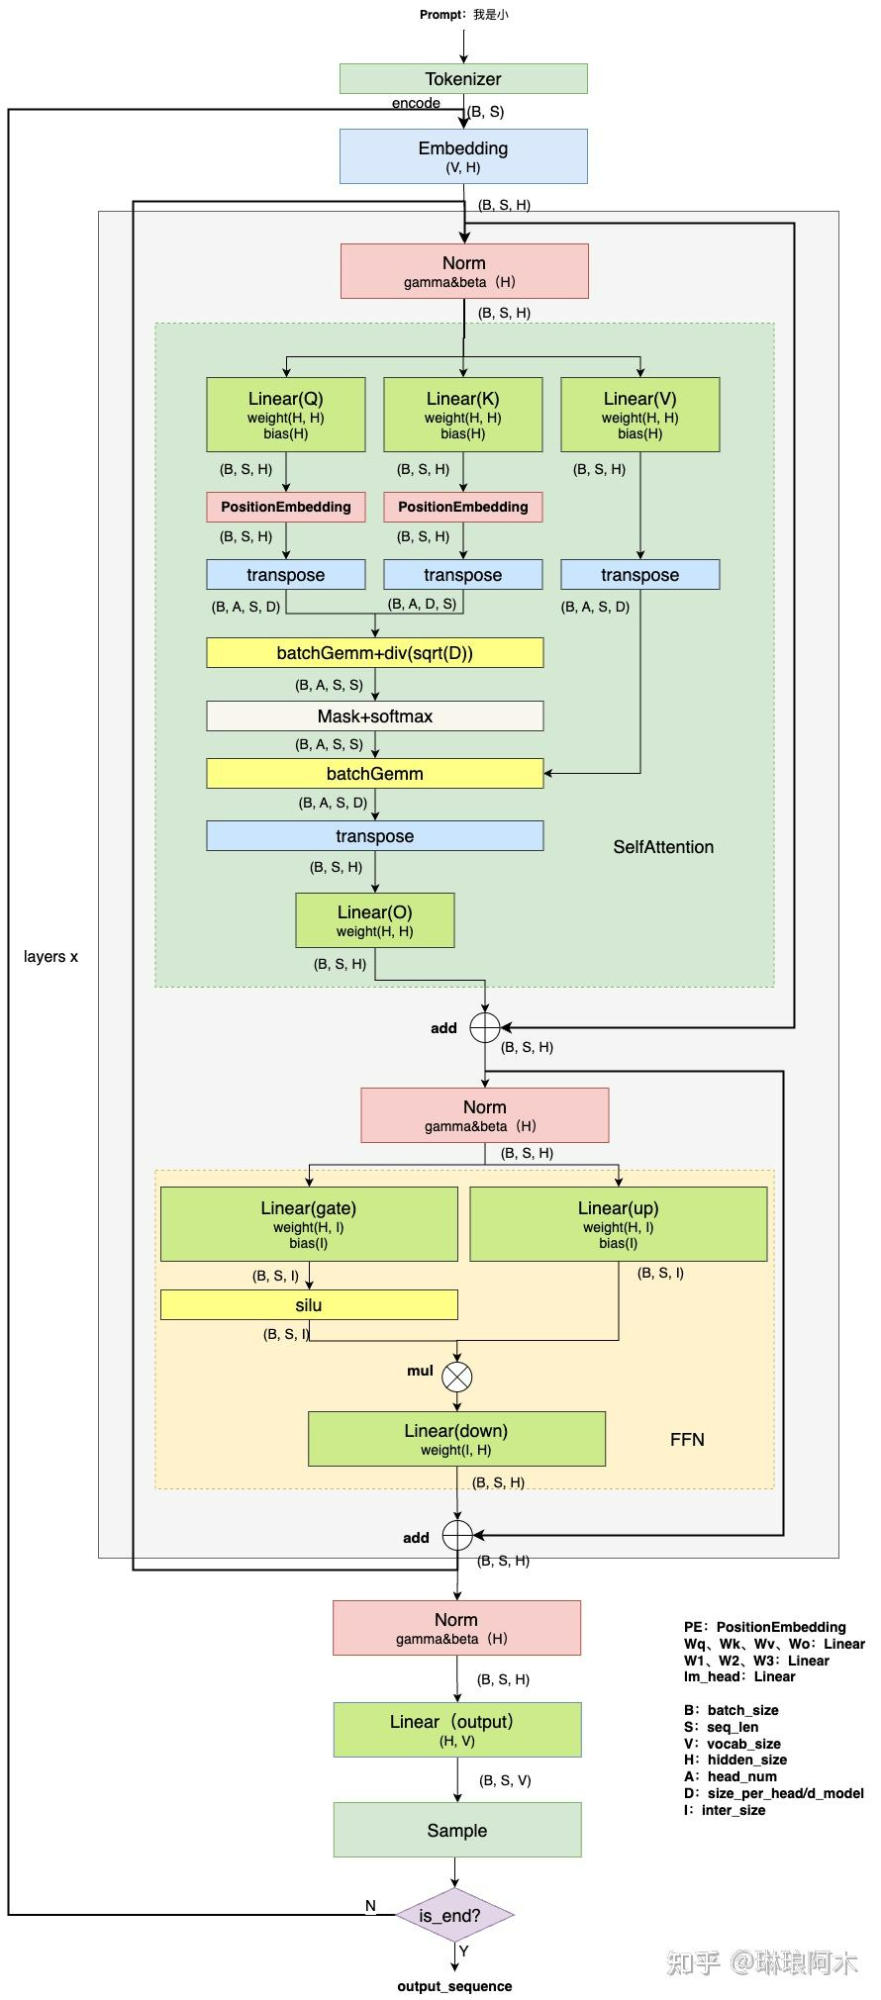 Prompt：我是小
Tokenizer
encode
(B, S)
Embedding
(V, H)
(B, S, H)
Norm
gamma&beta（H）
(B, S, H)
Linear(Q)
weight(H, H)
bias(H)
Linear(K)
weight(H, H)
bias(H)
Linear(V)
weight(H, H)
bias(H)
(B, S, H)
(B, S, H)
(B, S, H)
PositionEmbedding
PositionEmbedding
(B, S, H)
(B, S, H)
transpose
transpose
transpose
(B, A, S, D)
(B, A, D, S)
(B, A, S, D)
batchGemm+div(sqrt(D))
(B, A, S, S)
Mask+softmax
(B, A, S, S)
batchGemm
(B, A, S, D)
transpose
SelfAttention
(B, S, H)
Linear(O)
weight(H, H)
(B, S, H)
layers x
add
(B, S, H)
Norm
gamma&beta（H）
(B, S, H)
Linear(gate)
weight(H, I)
bias(I)
Linear(up)
weight(H, I)
bias(I)
(B, S, I)
(B, S, I)
silu
(B, S, I)
mul
Linear(down)
weight(I, H)
FFN
(B, S, H)
add
(B, S, H)
Norm
gamma&beta（H）
(B, S, H)
Linear（output）
(H, V)
(B, S, V)
Sample
PE：PositionEmbedding
Wq、Wk、Wv、Wo：Linear
W1、W2、W3：Linear
lm_head：Linear
B：batch_size
S：seq_len
V：vocab_size
H：hidden_size
A：head_num
D：size_per_head/d_model
I：inter_size
N
is_end?
Y
output_sequence
知乎 @琳琅阿木